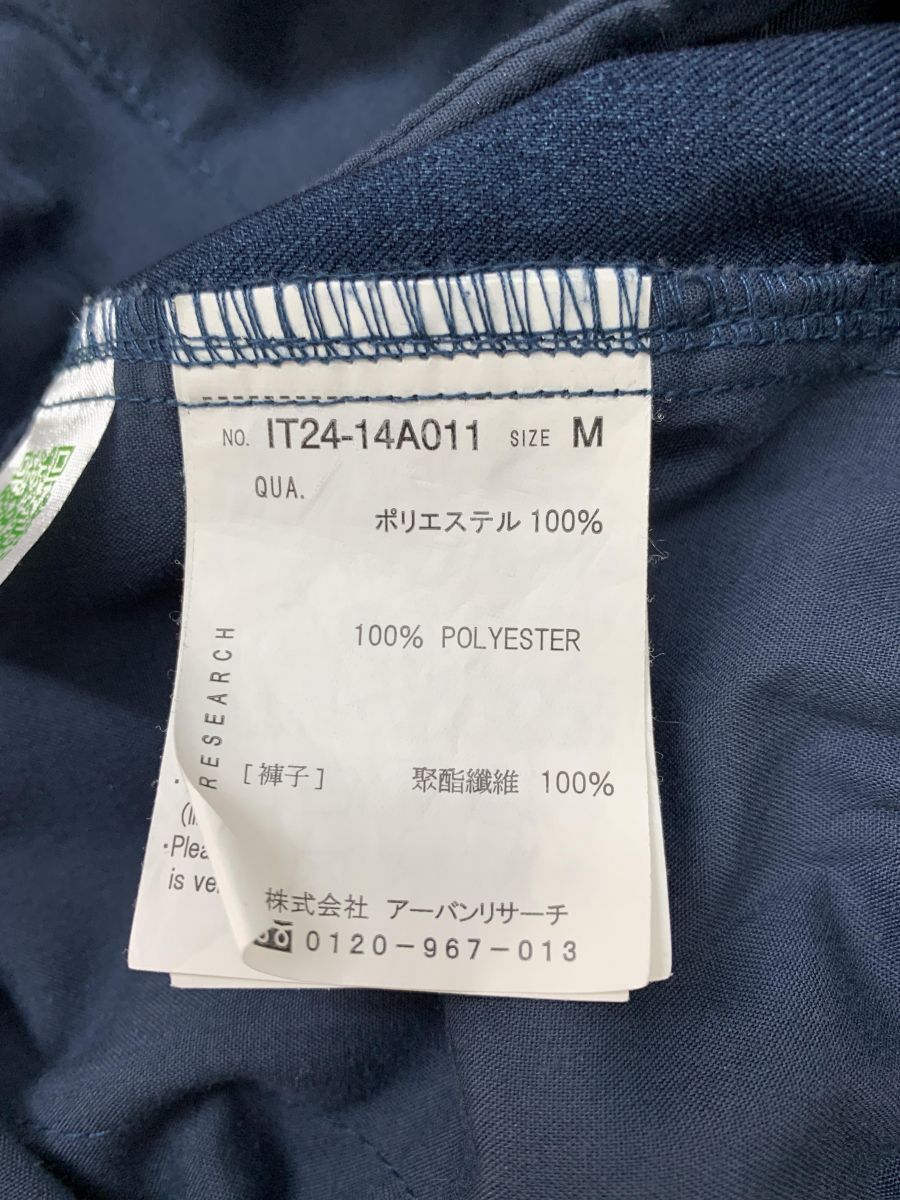 NO. IT24-14A011 SIZE M
QUA.
ポリエステル 100%
100% POLYESTER
RESEARCH
[褲子] 聚酯纖維 100%
is
株式会社 アーバンリサーチ
0120-967-013